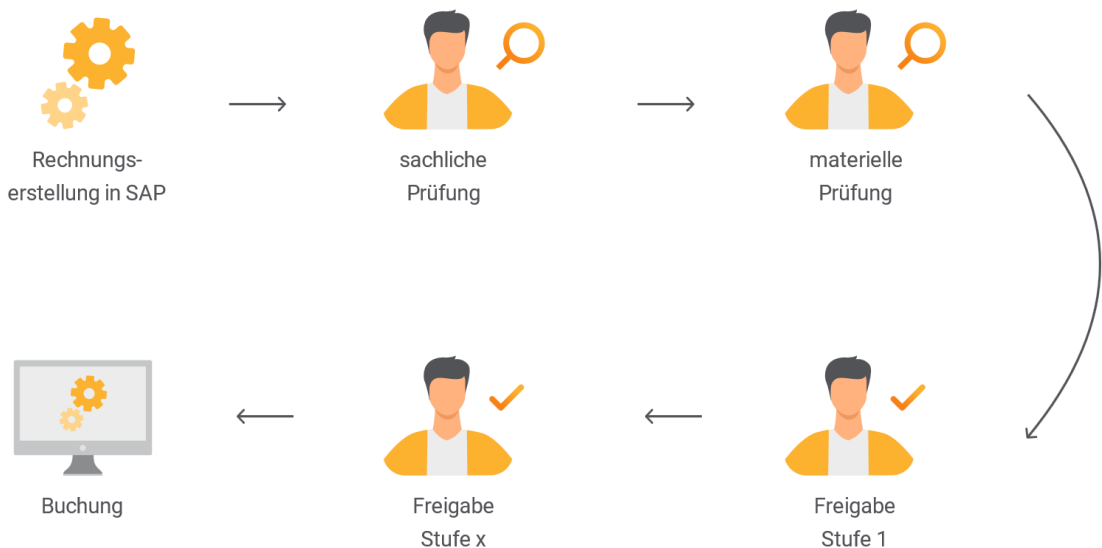 Rechnungs-
erstellung in SAP
sachliche
Prüfung
materielle
Prüfung
Freigabe
Stufe 1
Freigabe
Stufe x
Buchung